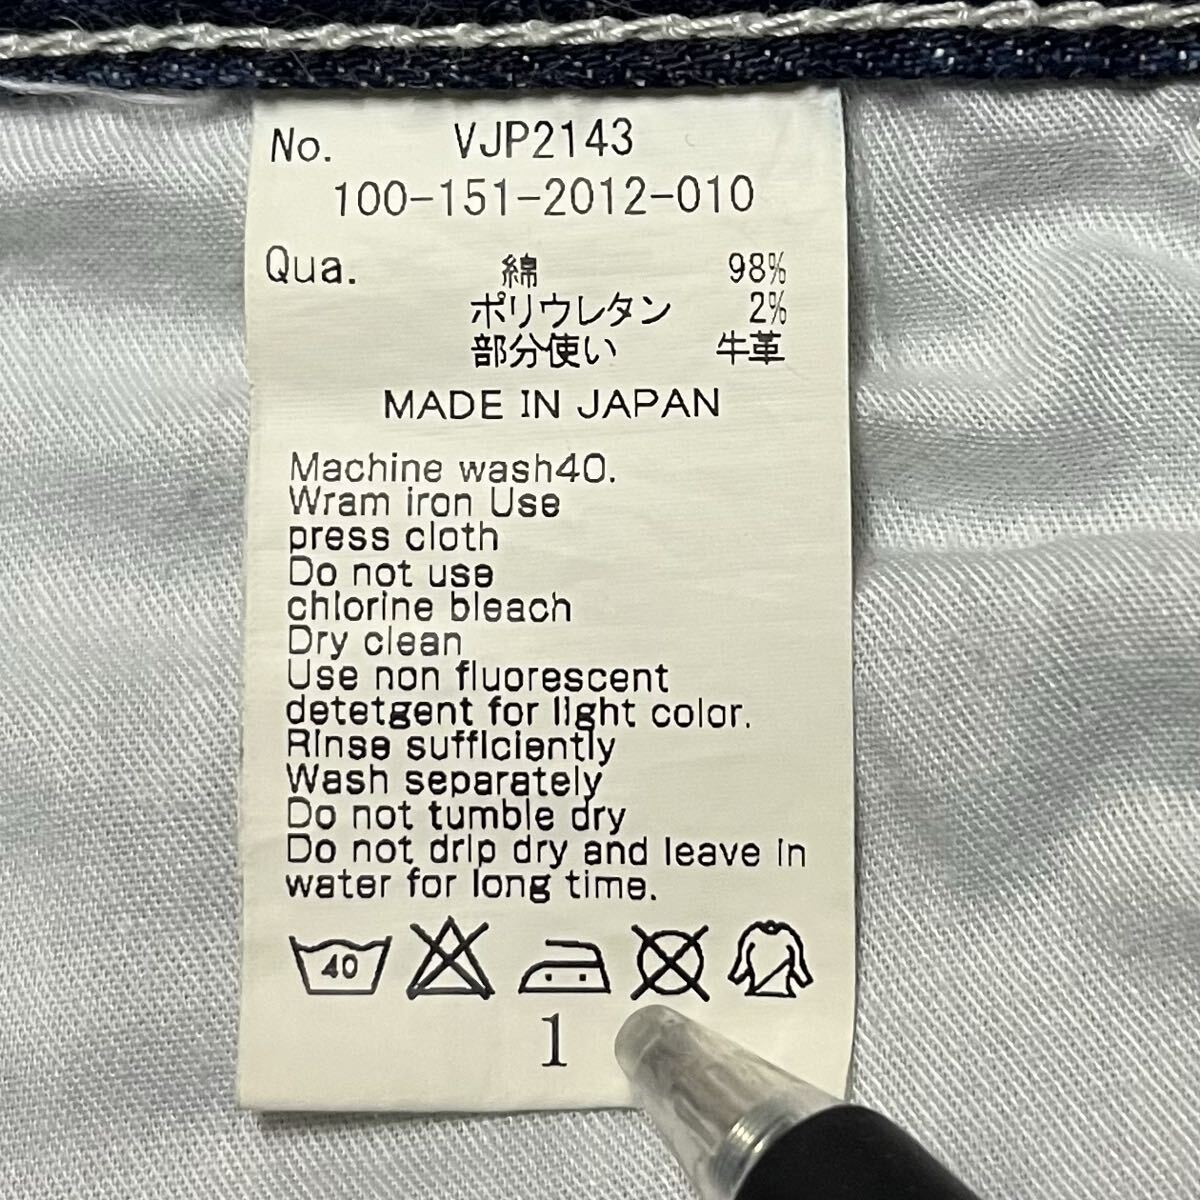 No. VJP2143
100-151-2012-010
Qua. 綿 98%
ポリウレタン 2%
部分使い 牛革
MADE IN JAPAN
Machine wash40.
Wram iron Use
press cloth
Do not use
chlorine bleach
Dry clean
Use non fluorescent
detetgent for light color.
Rinse sufficiently
Wash separately
Do not tumble dry
Do not drip dry and leave in
water for long time.
40
1